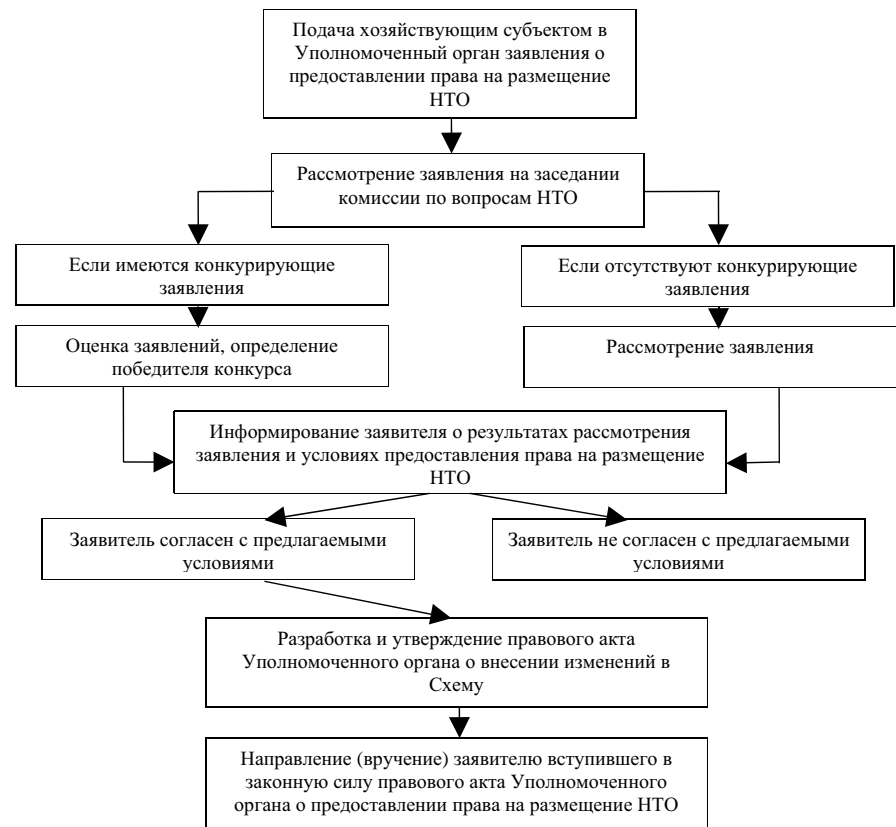 Подача хозяйствующим субъектом в
Уполномоченный орган заявления о
предоставлении права на размещение
НТО
Рассмотрение заявления на заседании
комиссии по вопросам НТО
Если имеются конкурирующие
заявления
Если отсутствуют конкурирующие
заявления
Оценка заявлений, определение
победителя конкурса
Рассмотрение заявления
Информирование заявителя о результатах рассмотрения
заявления и условиях предоставления права на размещение
НТО
Заявитель согласен с предлагаемыми
условиями
Заявитель не согласен с предлагаемыми
условиями
Разработка и утверждение правового акта
Уполномоченного органа о внесении изменений в
Схему
Направление (вручение) заявителю вступившего в
законную силу правового акта Уполномоченного
органа о предоставлении права на размещение НТО